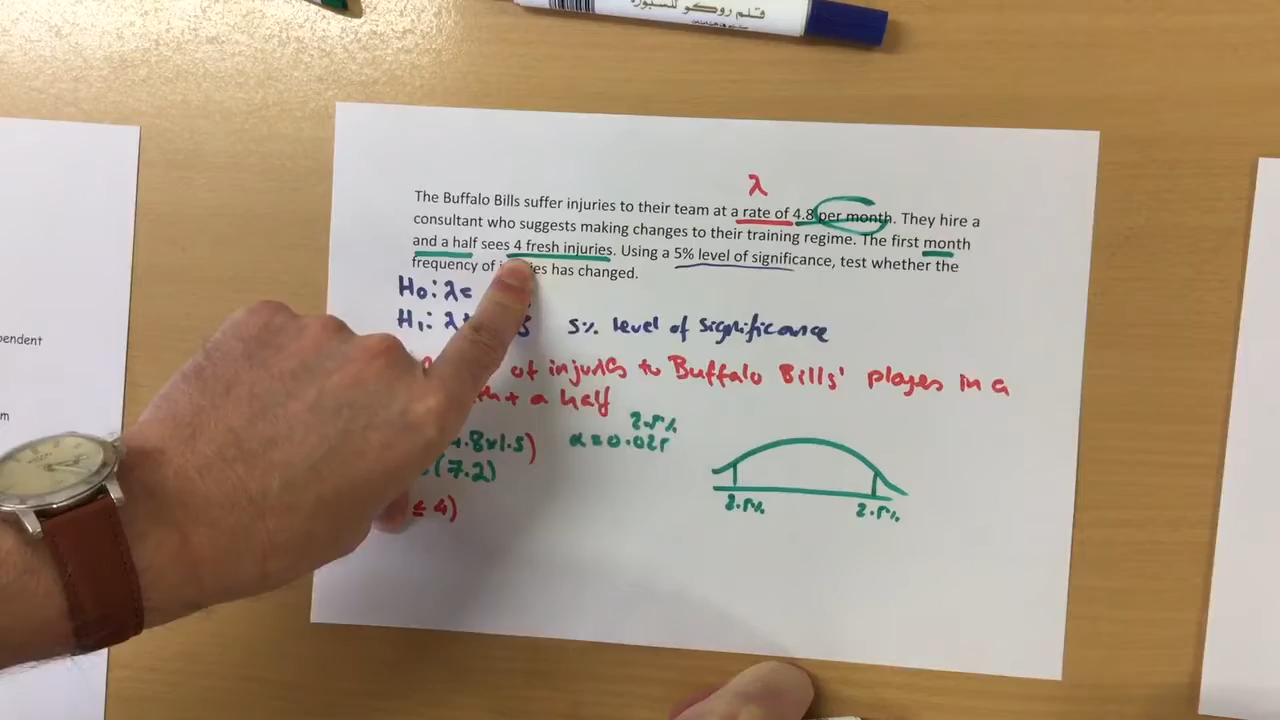 قلم روكو للسبورة
λ
The Buffalo Bills suffer injuries to their team at a rate of 4.8 per month. They hire a
consultant who suggests making changes to their training regime. The first month
and a half sees 4 fresh injuries. Using a 5% level of significance, test whether the
frequency of has changed.
H₀: λ=
H₁: λ 5% level of significance
of injuries to Buffalo Bills' players in a
+ a half
2.5%
4.8×1.5) α=0.025
(7.2)
≤ 4)
2.5% 2.5%
pendent
m